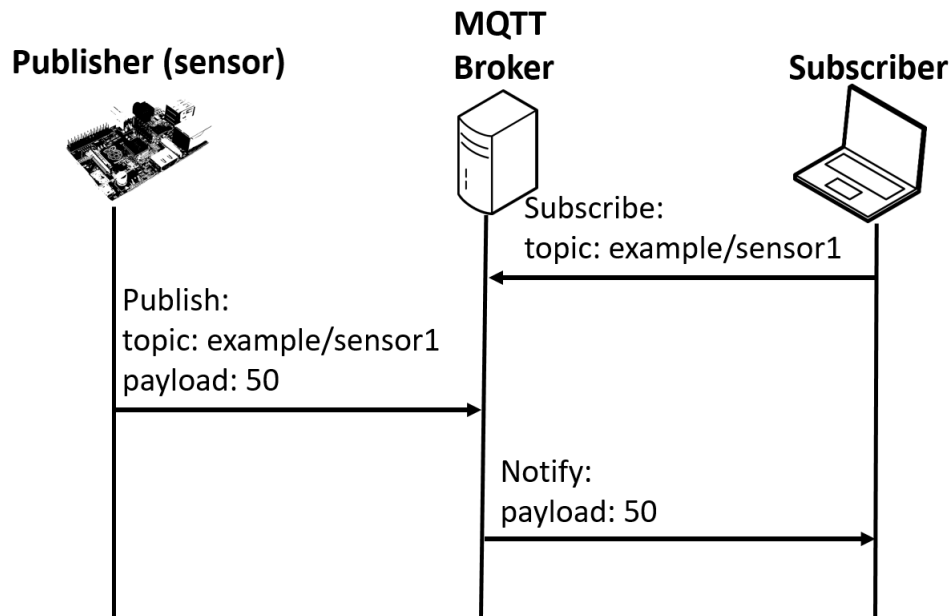 Publisher (sensor)
MQTT
Broker
Subscriber
Subscribe:
topic: example/sensor1
Publish:
topic: example/sensor1
payload: 50
Notify:
payload: 50